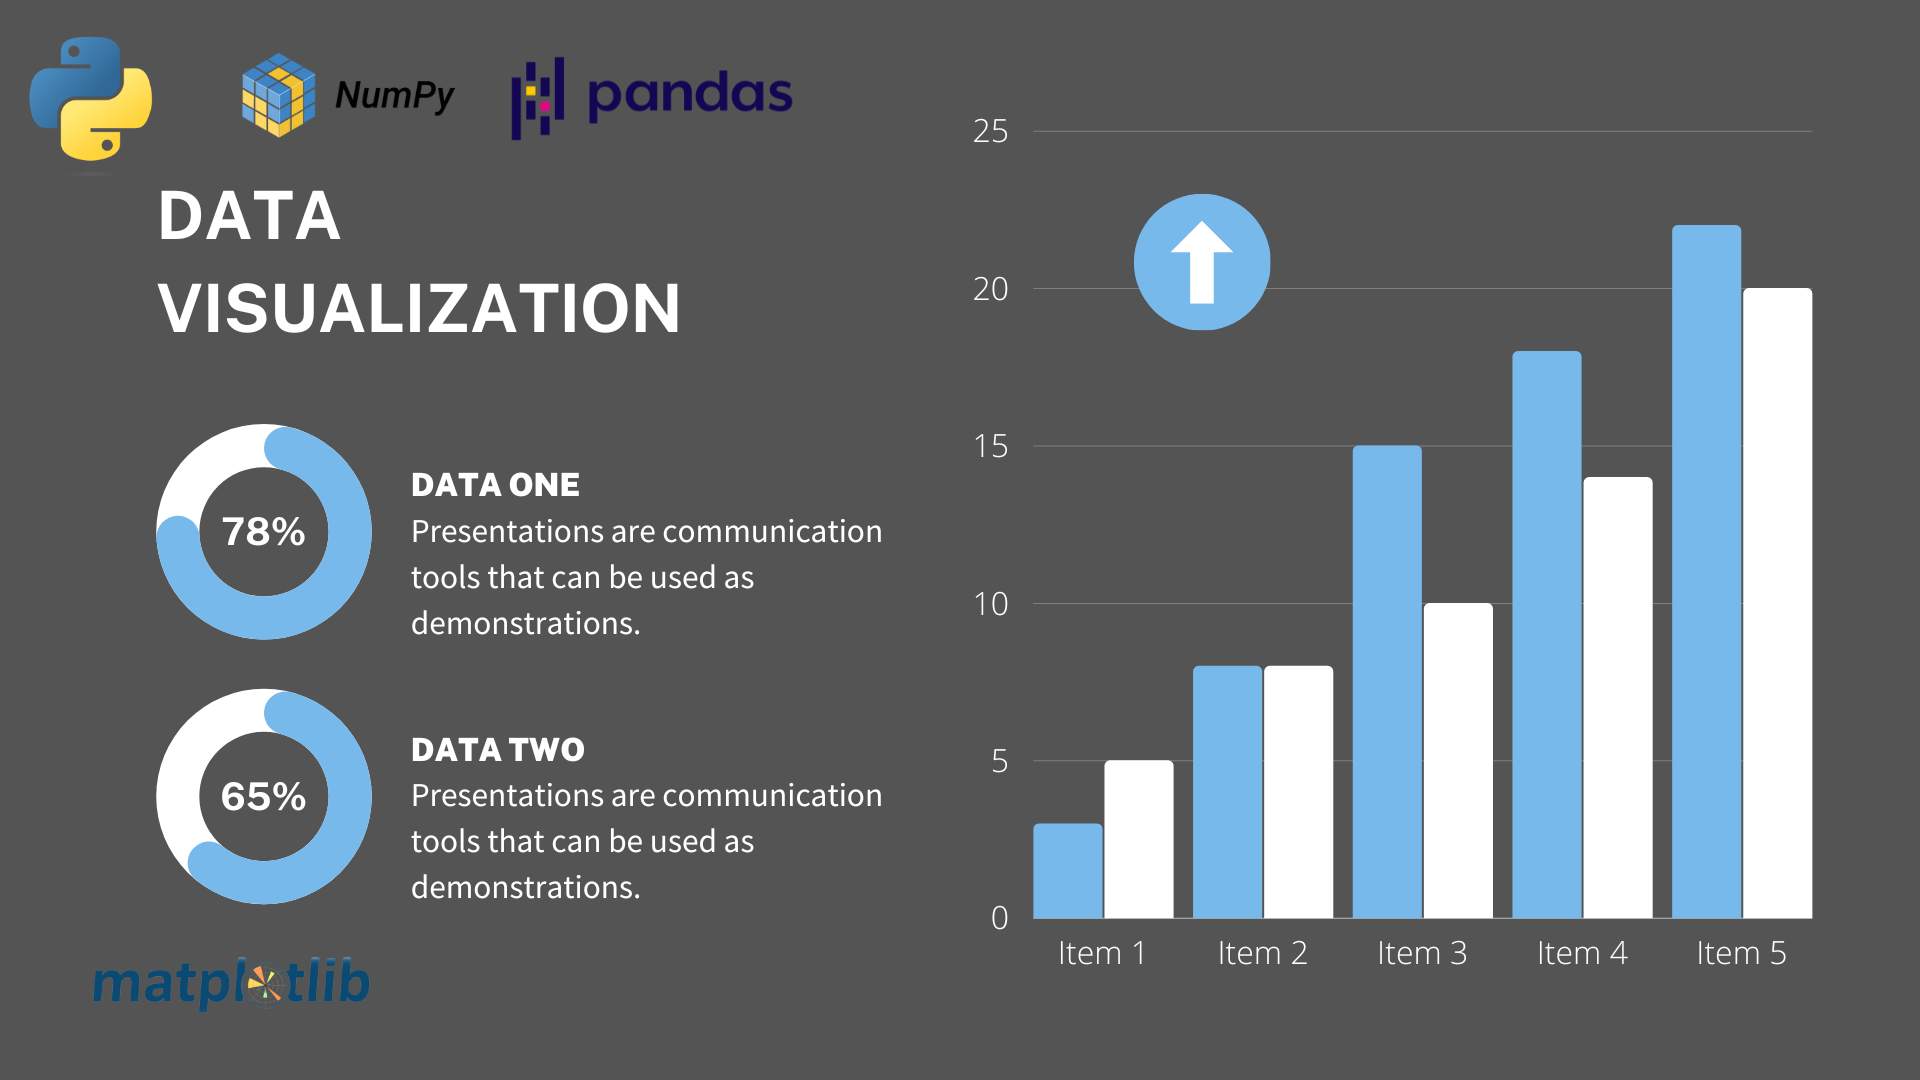 NumPy
pandas
DATA
VISUALIZATION
78%
DATA ONE
Presentations are communication
tools that can be used as
demonstrations.
65%
DATA TWO
Presentations are communication
tools that can be used as
demonstrations.
matplotlib
25
20
15
10
5
0
Item 1
Item 2
Item 3
Item 4
Item 5